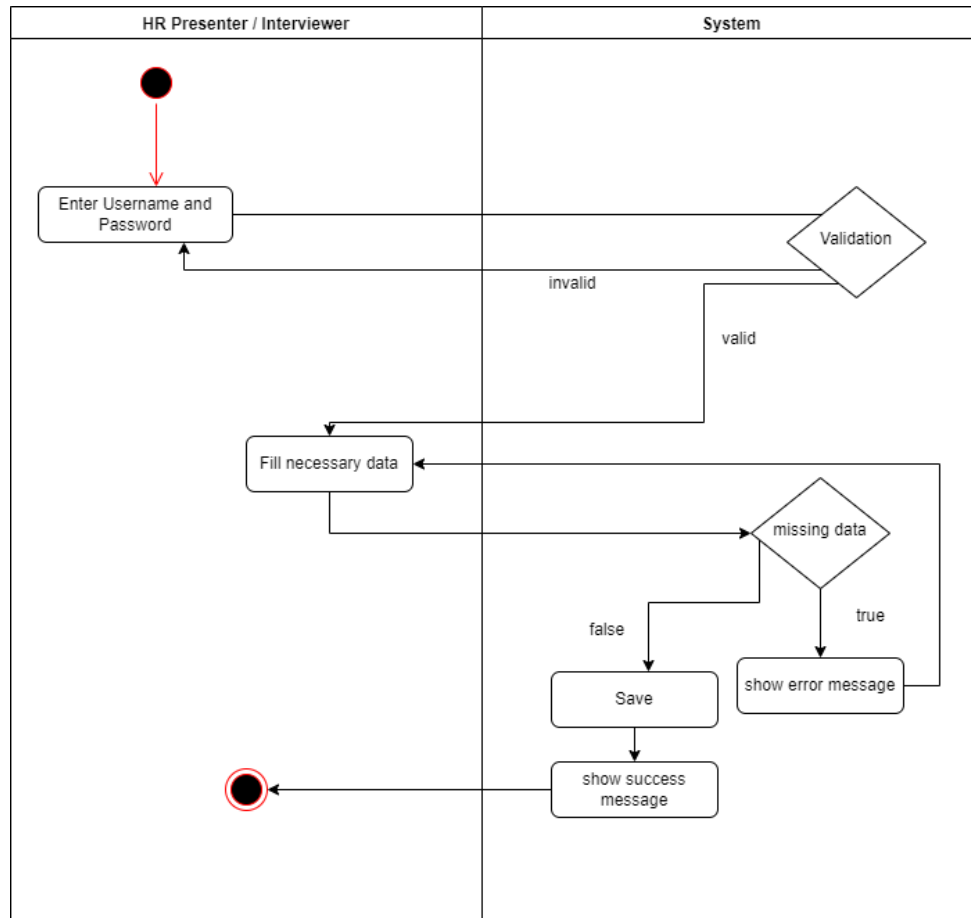 HR Presenter / Interviewer
System
Enter Username and
Password
Validation
invalid
valid
Fill necessary data
missing data
false
true
show error message
Save
show success
message